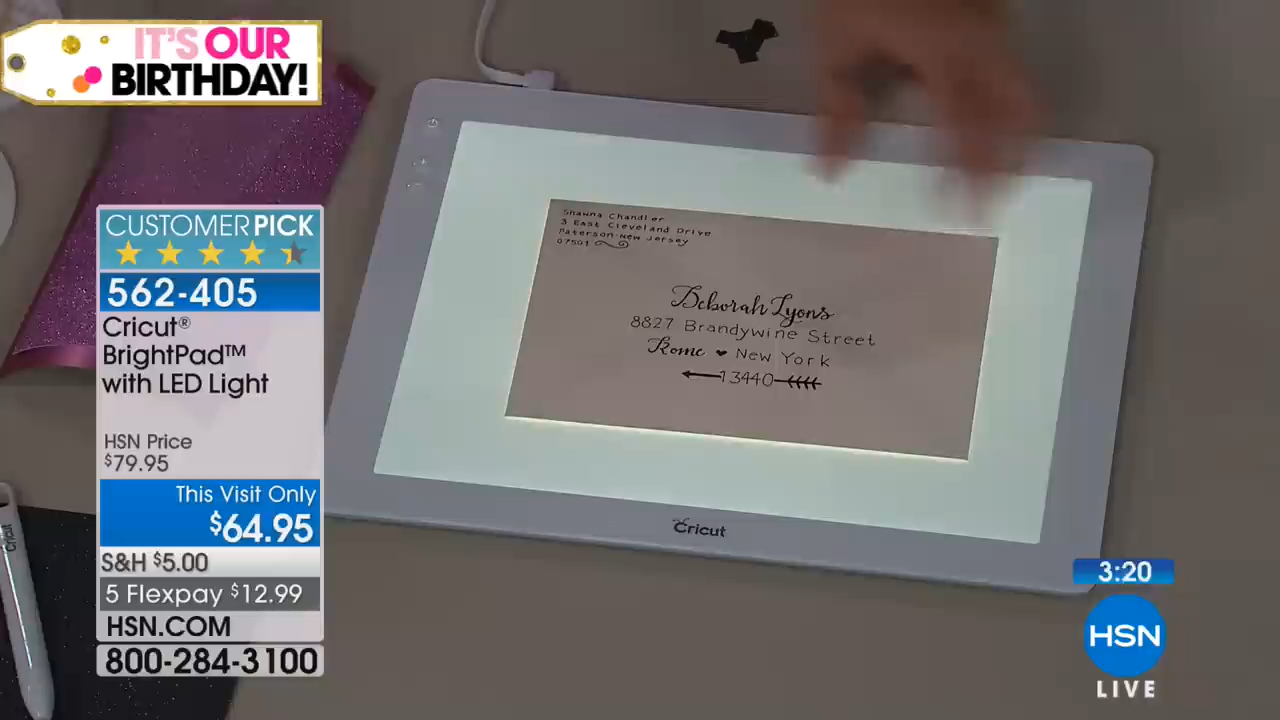 IT'S OUR
BIRTHDAY!
CUSTOMER PICK
562-405
Cricut®
BrightPad™
with LED Light
HSN Price
$79.95
This Visit Only
$64.95
S&H $5.00
5 Flexpay $12.99
HSN.COM
800-284-3100
Shawna Chandler
3 East Cleveland Drive
Paterson New Jersey
07501
Deborah Lyons
8827 Brandywine Street
Rome ❤ New York
13440
Cricut
Cricut
3:20
HSN
LIVE